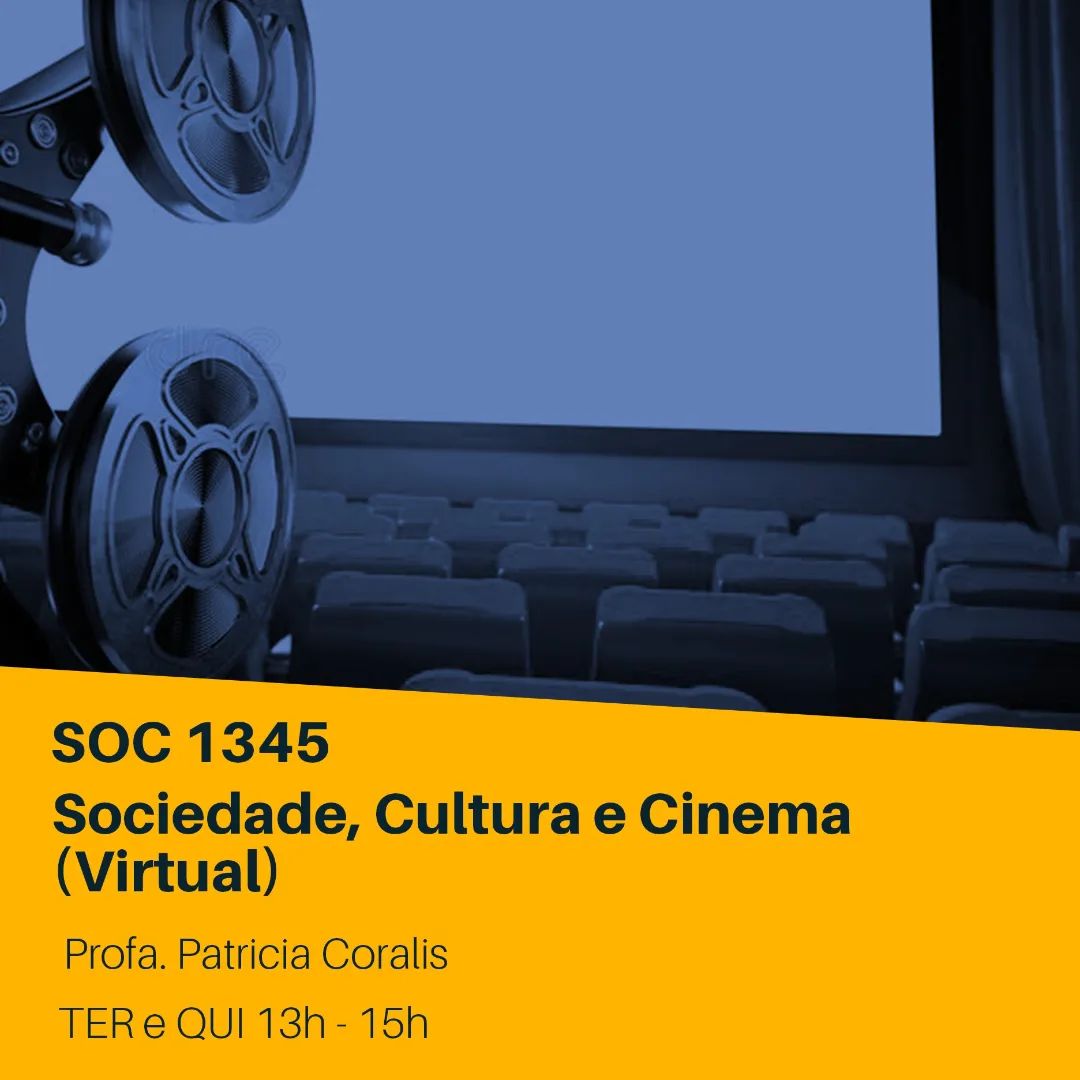 SOC 1345
Sociedade, Cultura e Cinema
(Virtual)
Profa. Patricia Coralis
TER e QUI 13h - 15h